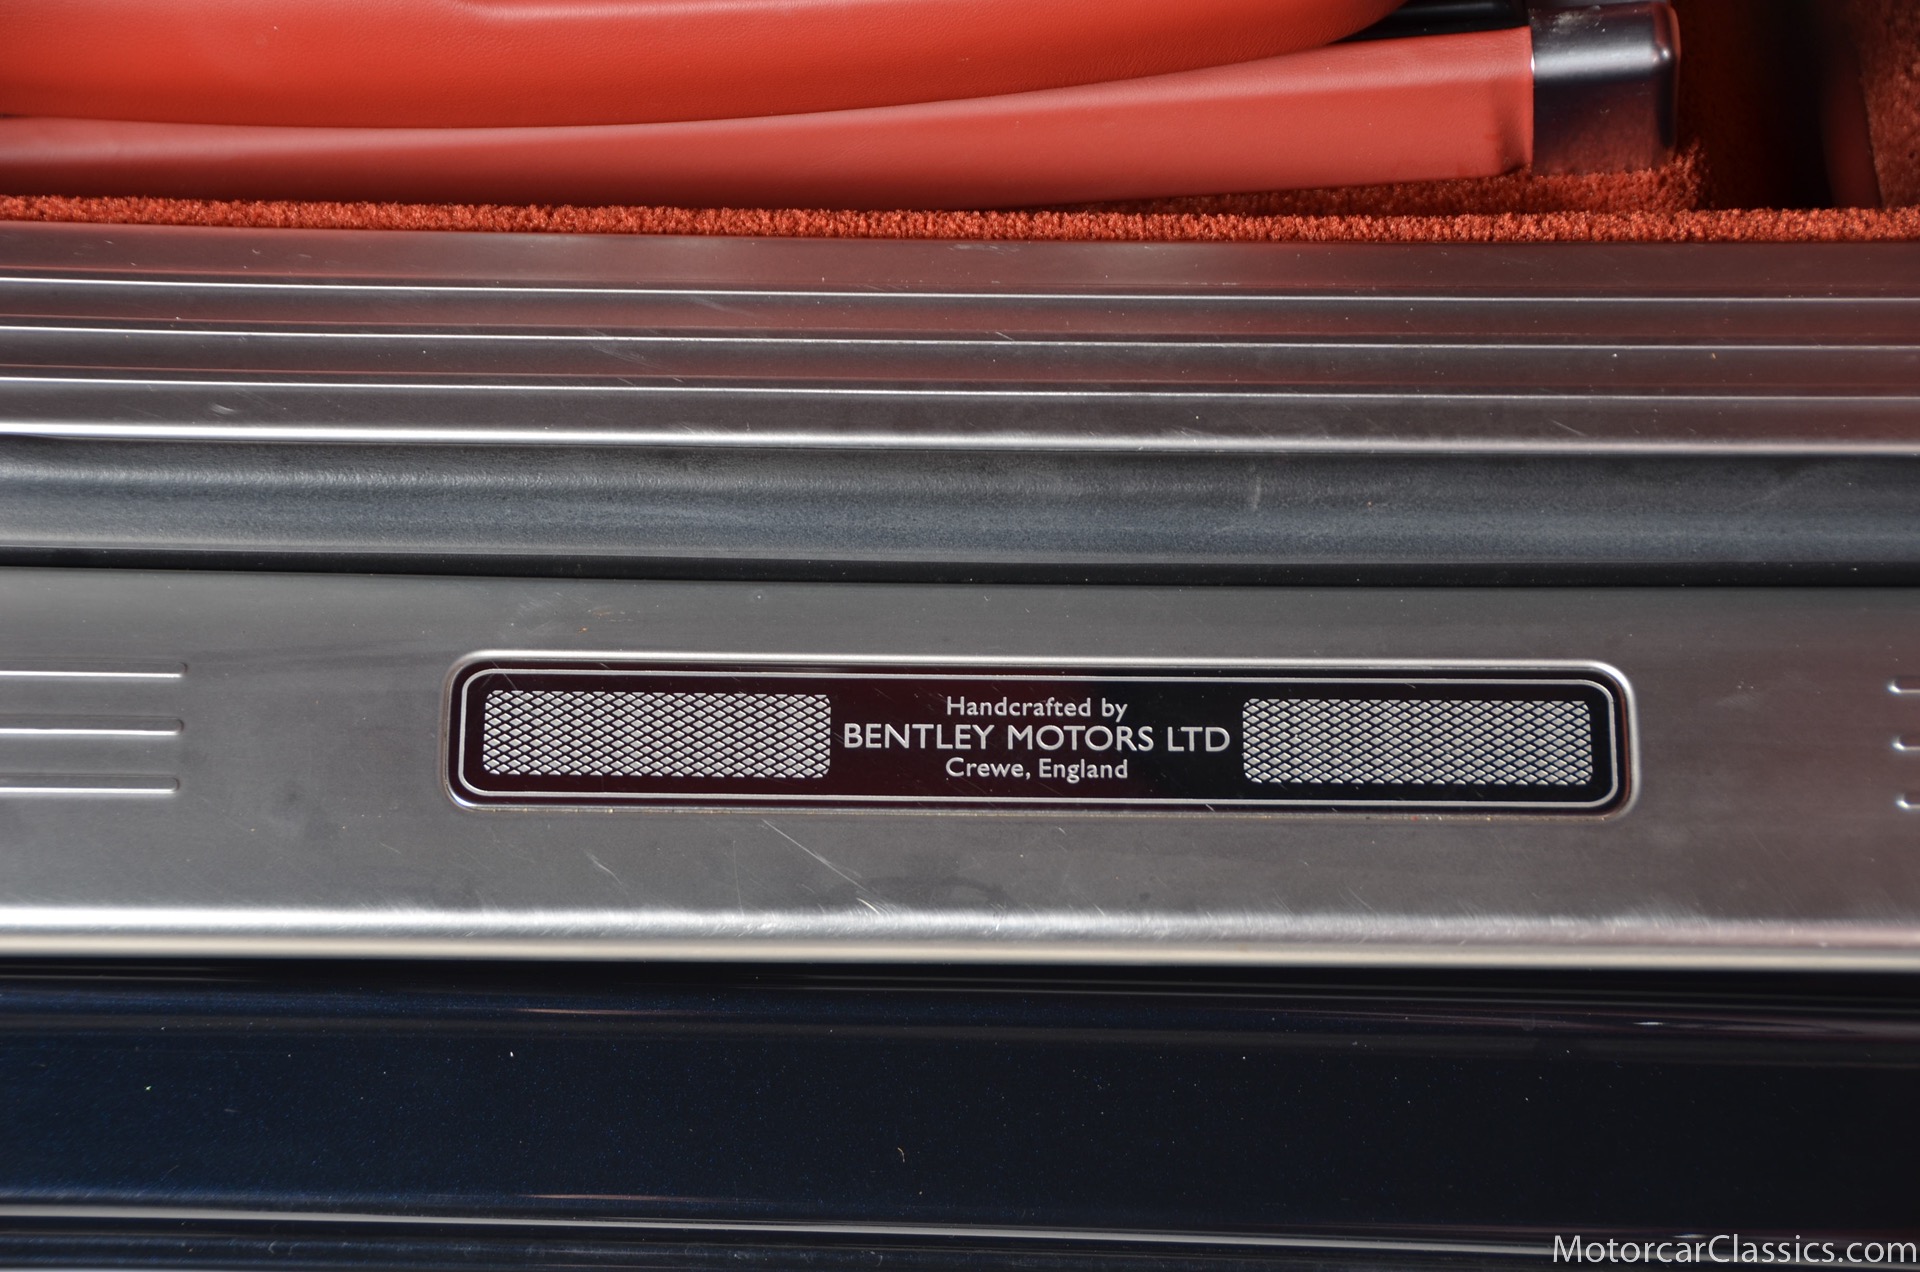 Handcrafted by
BENTLEY MOTORS LTD
Crewe, England
MotorcarClassics.com